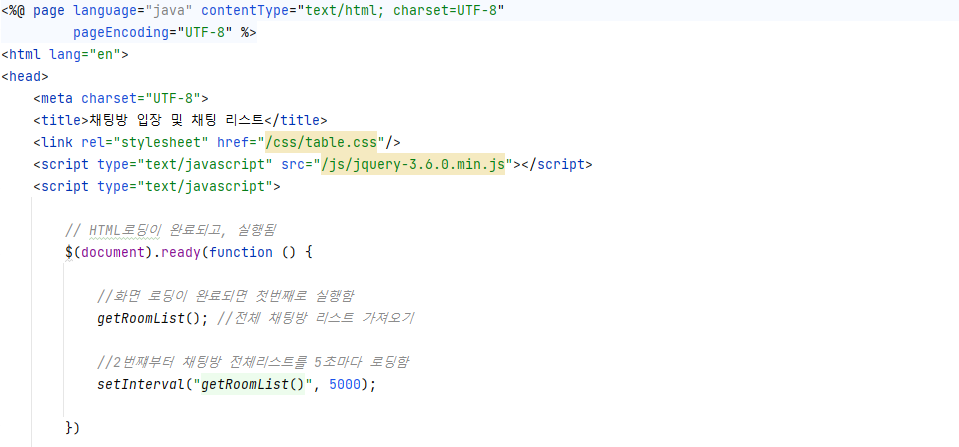 <%@ page language="java" contentType="text/html; charset=UTF-8"
         pageEncoding="UTF-8" %>
<html lang="en">
<head>
    <meta charset="UTF-8">
    <title>채팅방 입장 및 채팅 리스트</title>
    <link rel="stylesheet" href="/css/table.css"/>
    <script type="text/javascript" src="/js/jquery-3.6.0.min.js"></script>
    <script type="text/javascript">
        // HTML로딩이 완료되고, 실행됨
        $(document).ready(function () {
            //화면 로딩이 완료되면 첫번째로 실행함
            getRoomList(); //전체 채팅방 리스트 가져오기
            //2번째부터 채팅방 전체리스트를 5초마다 로딩함
            setInterval("getRoomList()", 5000);
        })